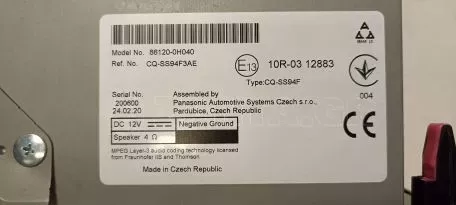 Model No. 86120-0H040
Ref. No. CQ-SS94F3AE
E13
10R-03 12883
Type:CQ-SS94F
004
Serial No.
200600
24.02.20
Assembled by
Panasonic Automotive Systems Czech s.r.o.,
Pardubice, Czech Republic
DC 12V
Negative Ground
Speaker 4 Ω
MPEG Layer-3 audio coding technology licensed
from Fraunhofer IIS and Thomson
CE
Made in Czech Republic